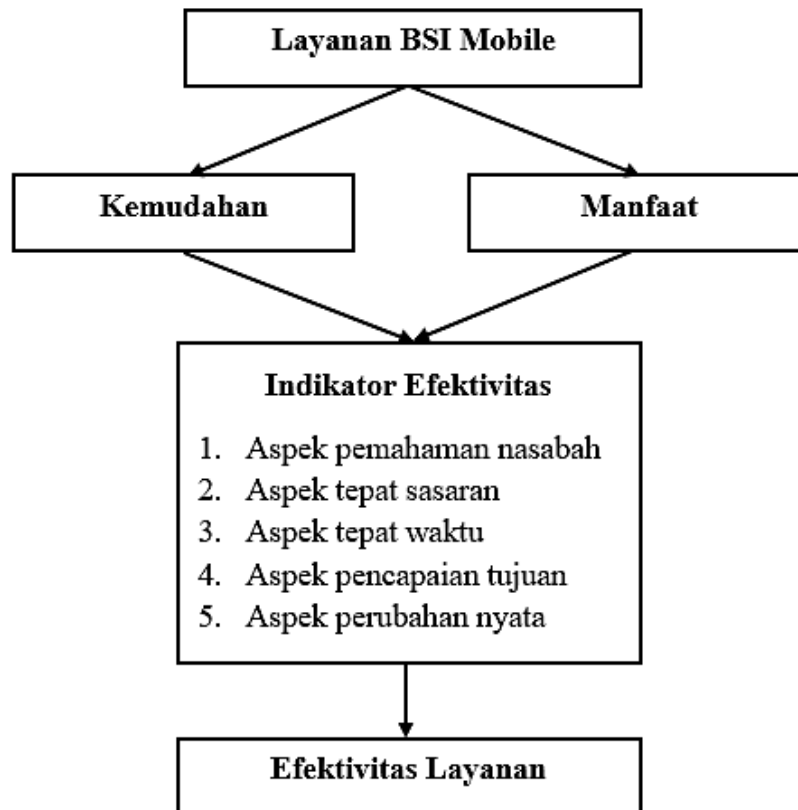 Layanan BSI Mobile
Kemudahan
Manfaat
Indikator Efektivitas
1. Aspek pemahaman nasabah
2. Aspek tepat sasaran
3. Aspek tepat waktu
4. Aspek pencapaian tujuan
5. Aspek perubahan nyata
Efektivitas Layanan